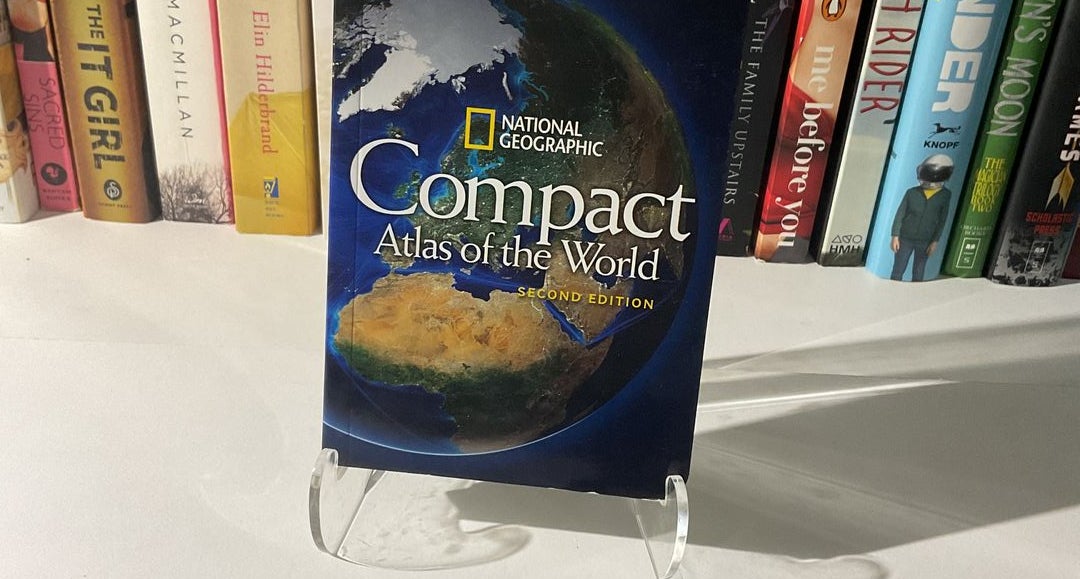 SACRED
SINS
THE IT GIRL
MACMILLAN
Elin Hilderbrand
NATIONAL
GEOGRAPHIC
Compact
Atlas of the World
SECOND EDITION
THE FAMILY UPSTAIRS
me before you
RIDER
HMH
NDER
KNOPF
N'S MOON
SCHOLASTIC
PRESS